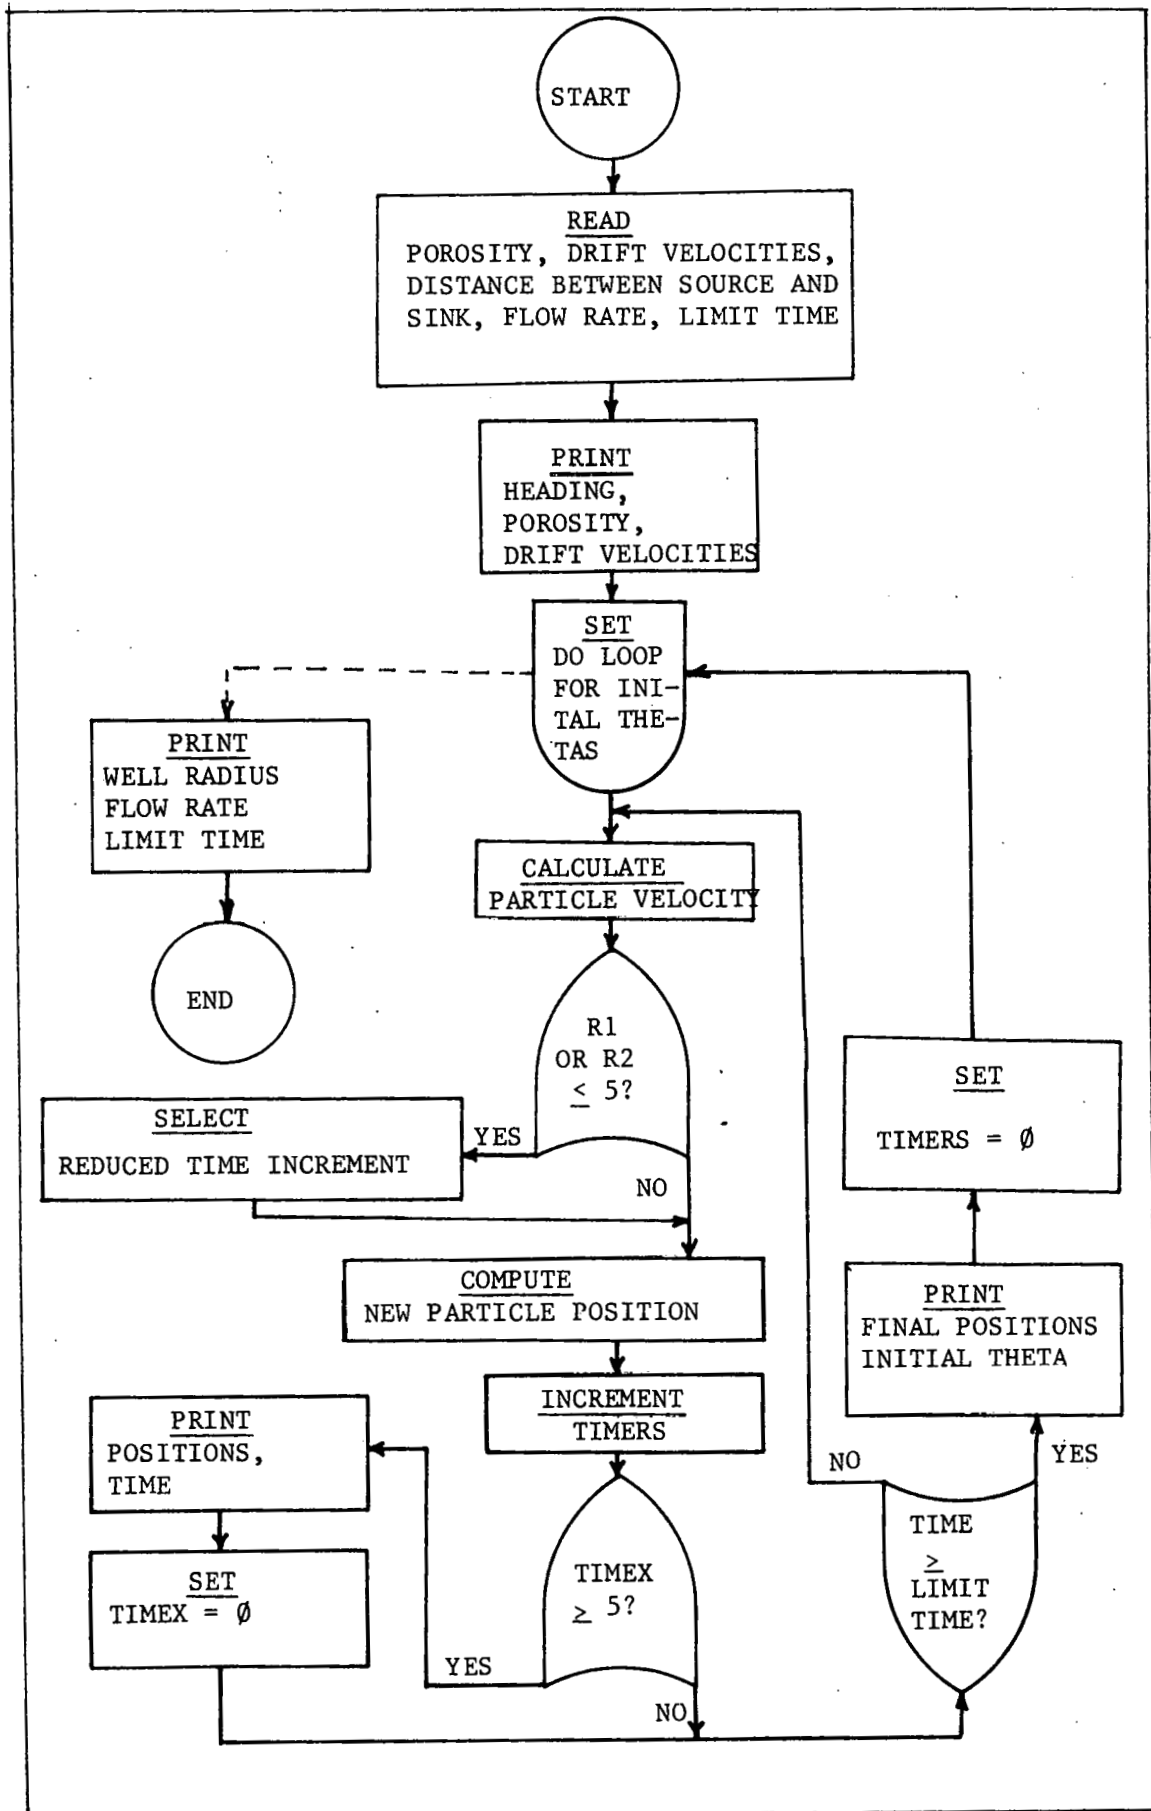 START
READ
POROSITY, DRIFT VELOCITIES,
DISTANCE BETWEEN SOURCE AND
SINK, FLOW RATE, LIMIT TIME
PRINT
HEADING,
POROSITY,
DRIFT VELOCITIES
SET
DO LOOP
FOR INI-
TAL THE-
TAS
PRINT
WELL RADIUS
FLOW RATE
LIMIT TIME
END
CALCULATE
PARTICLE VELOCITY
R1
OR R2
≤ 5?
YES
NO
SELECT
REDUCED TIME INCREMENT
COMPUTE
NEW PARTICLE POSITION
INCREMENT
TIMERS
TIMEX
≥ 5?
YES
NO
PRINT
POSITIONS,
TIME
SET
TIMEX = Ø
TIME
≥
LIMIT
TIME?
NO
YES
PRINT
FINAL POSITIONS
INITIAL THETA
SET
TIMERS = Ø